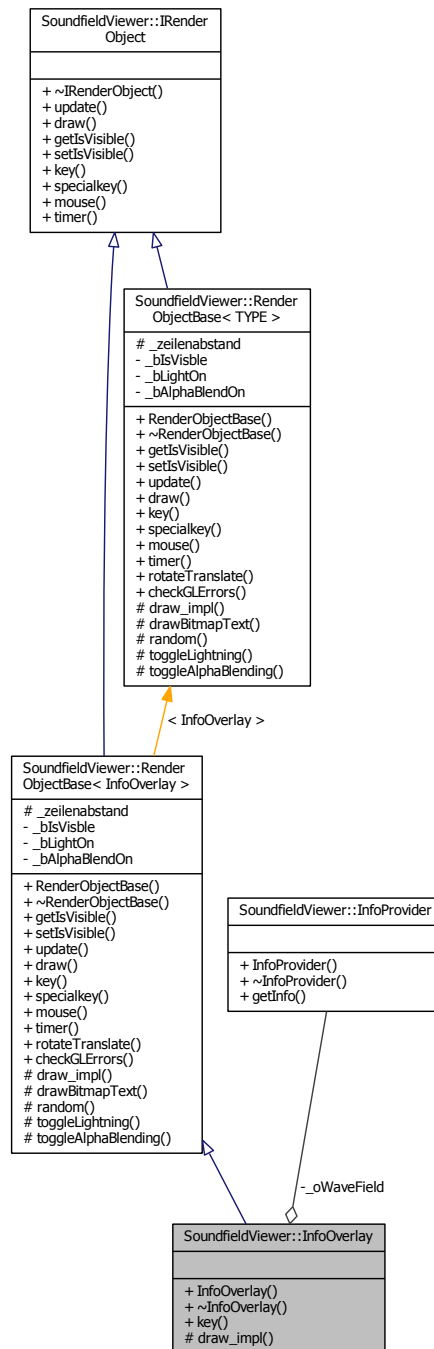 SoundfieldViewer::IRender
Object
+ ~IRenderObject()
+ update()
+ draw()
+ getIsVisible()
+ setIsVisible()
+ key()
+ specialkey()
+ mouse()
+ timer()
SoundfieldViewer::Render
ObjectBase< TYPE >
# _zeilenabstand
- _bIsVisble
- _bLightOn
- _bAlphaBlendOn
+ RenderObjectBase()
+ ~RenderObjectBase()
+ getIsVisible()
+ setIsVisible()
+ update()
+ draw()
+ key()
+ specialkey()
+ mouse()
+ timer()
+ rotateTranslate()
+ checkGLErrors()
# draw_impl()
# drawBitmapText()
# random()
# toggleLightning()
# toggleAlphaBlending()
< InfoOverlay >
SoundfieldViewer::Render
ObjectBase< InfoOverlay >
# _zeilenabstand
- _bIsVisble
- _bLightOn
- _bAlphaBlendOn
+ RenderObjectBase()
+ ~RenderObjectBase()
+ getIsVisible()
+ setIsVisible()
+ update()
+ draw()
+ key()
+ specialkey()
+ mouse()
+ timer()
+ rotateTranslate()
+ checkGLErrors()
# draw_impl()
# drawBitmapText()
# random()
# toggleLightning()
# toggleAlphaBlending()
SoundfieldViewer::InfoProvider
+ InfoProvider()
+ ~InfoProvider()
+ getInfo()
-_oWaveField
SoundfieldViewer::InfoOverlay
+ InfoOverlay()
+ ~InfoOverlay()
+ key()
# draw_impl()